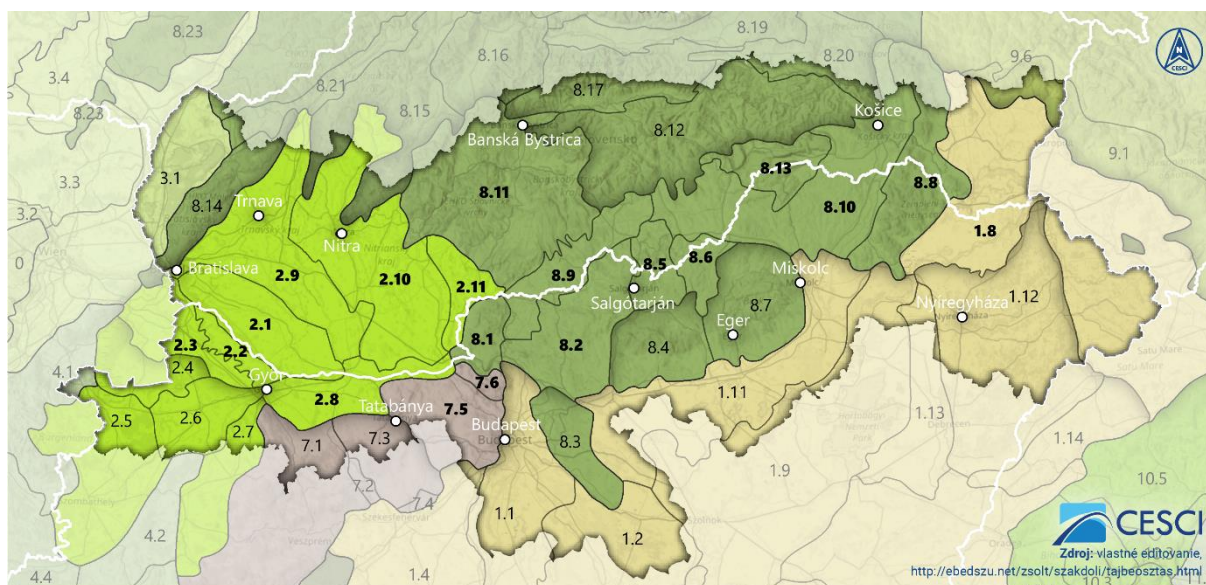 8.23
8.19
3.4
8.16
8.20
9.6
N
CESCI
8.21
8.17
Košice
8.23
8.15
Banská Bystrica
8.12
9.1
3.1
8.13
3.3
8.11
8.8
8.14
8.10
3.2
Trnava
Nitra
1.8
0
Bratislava
2.9
2.10
2.11
8.9
8.5
8.6
Miskolc
Salgótarján
1.12
Nyíregyháza
2.1
8.7
2.3
2.2
8.1
8.2
Eger
8.4
Satu Mare
4.1
2.4
Győr
7.6
1.11
2.5
2.6
2.8
Tatabánya
7.5
1.13
2.7
Budapest
8.3
7.1
7.3
1.14
1.9
7.2
10.5
7.4
Székesfehérvár
1.1
4.2
Veszprém
1.2
Szolnok
CESCI
Zdroj: vlastné editovanie,
4.4
1.4
http://ebedszu.net/zsolt/szakdoli/tajbeosztas.html